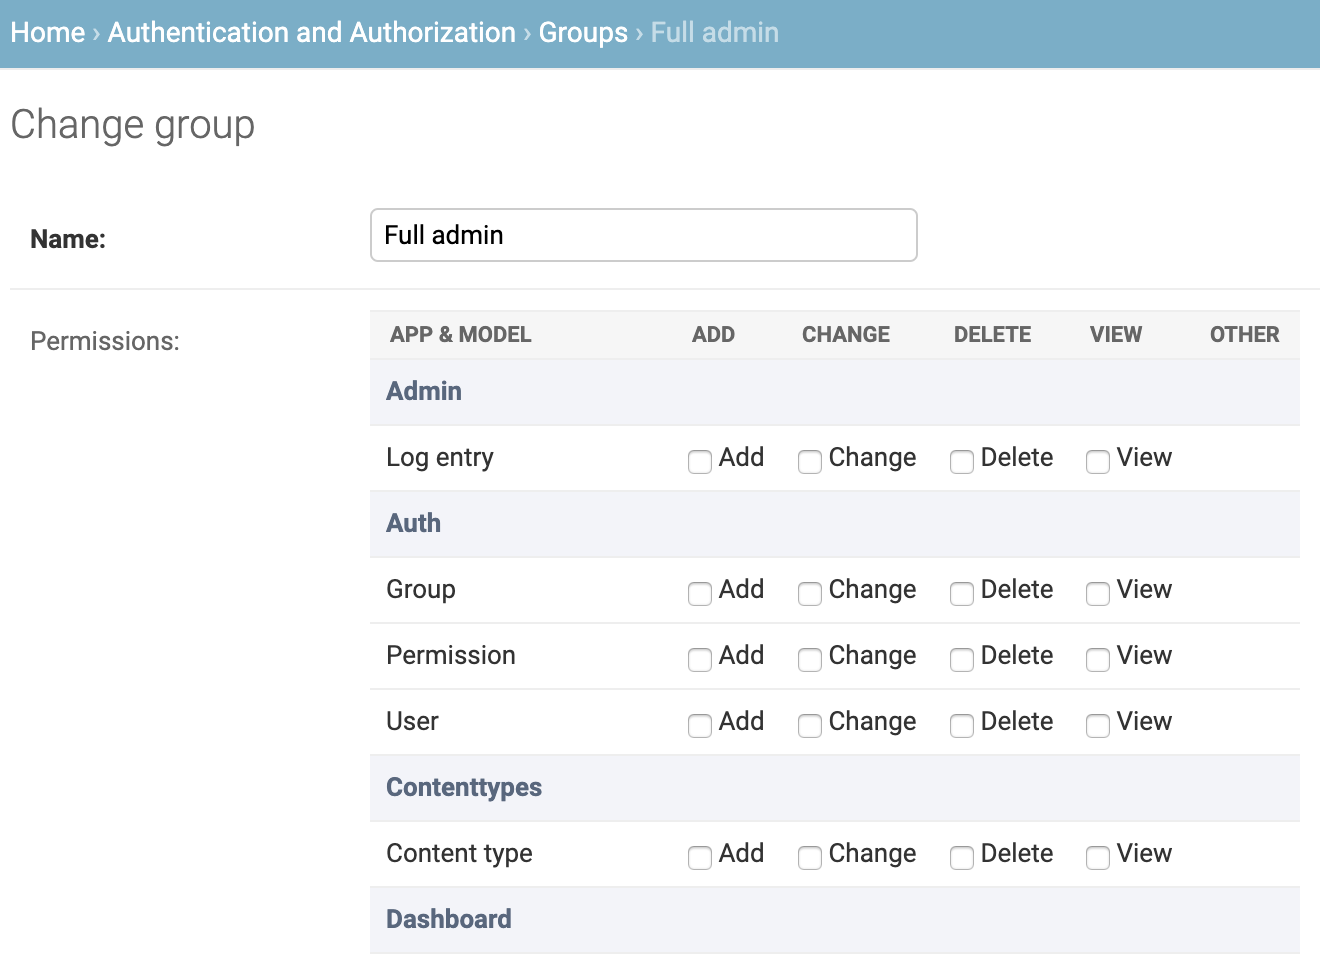 Home › Authentication and Authorization › Groups › Full admin
Change group
Name: Full admin
Permissions:
APP & MODEL ADD CHANGE DELETE VIEW OTHER
Admin
Log entry Add Change Delete View
Auth
Group Add Change Delete View
Permission Add Change Delete View
User Add Change Delete View
Contenttypes
Content type Add Change Delete View
Dashboard